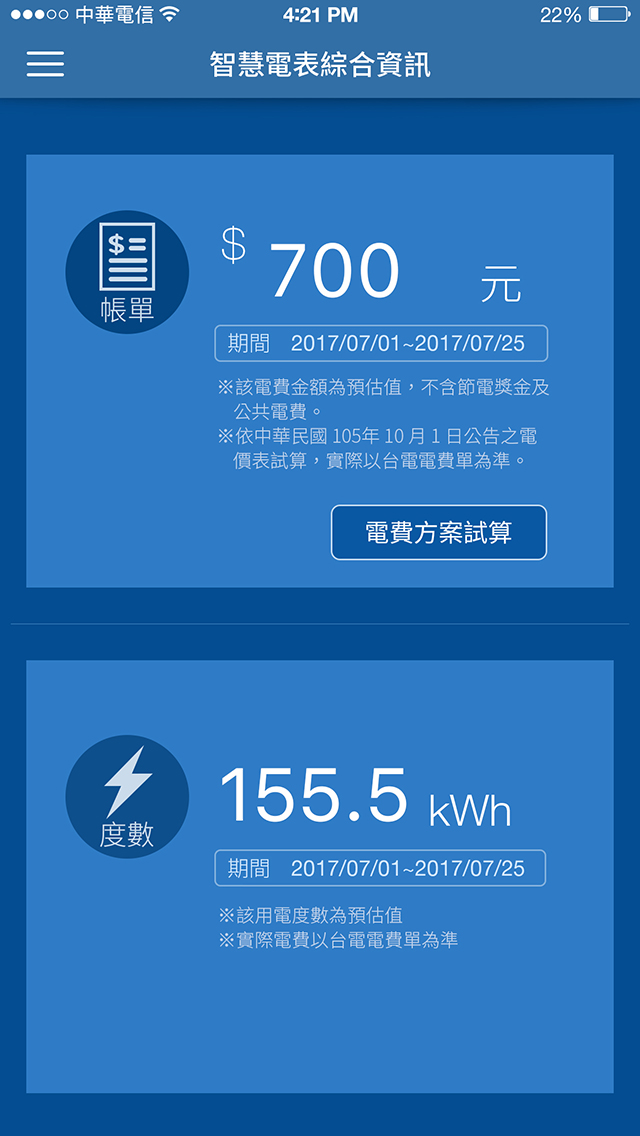 中華電信 4:21 PM 22%
智慧電表綜合資訊
$ 700 元
帳單
期間 2017/07/01~2017/07/25
※該電費金額為預估值，不含節電獎金及
公共電費。
※依中華民國 105年 10 月 1 日公告之電
價表試算，實際以台電電費單為準。
電費方案試算
155.5 kWh
度數
期間 2017/07/01~2017/07/25
※該用電度數為預估值
※實際電費以台電電費單為準